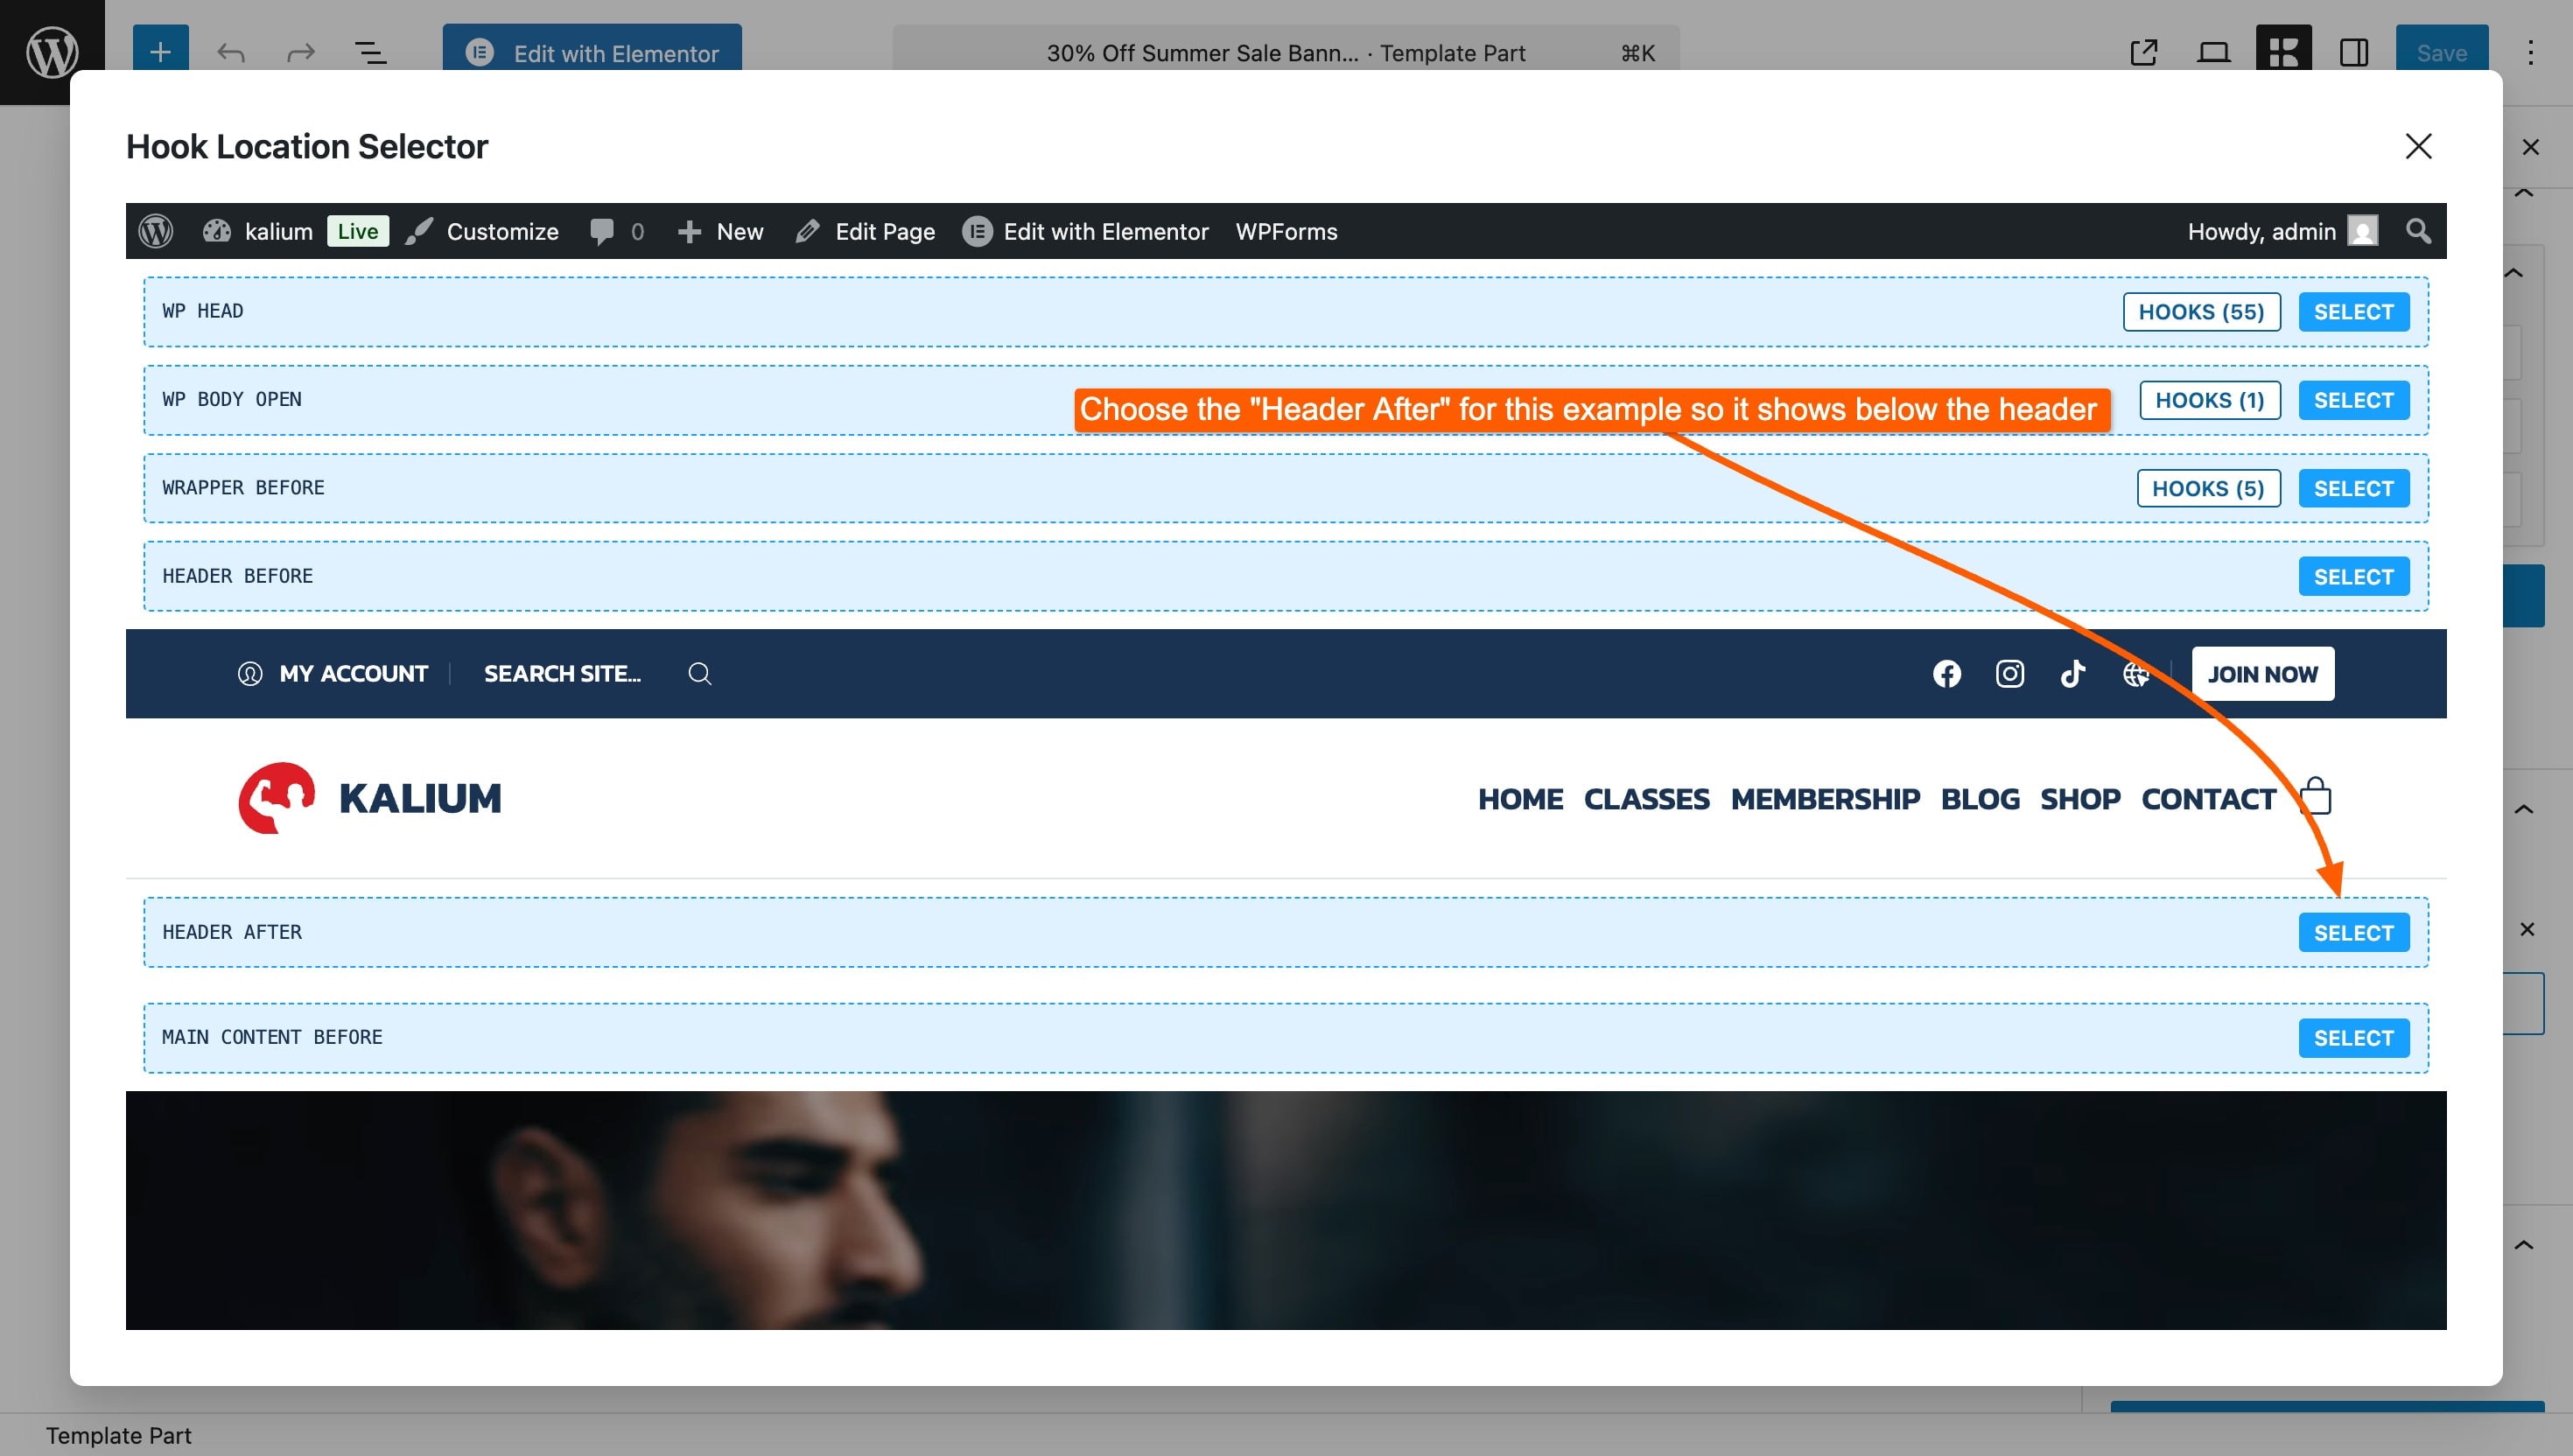 Edit with Elementor
30% Off Summer Sale Bann... · Template Part
⌘K
Save
Hook Location Selector
kalium
Live
Customize
0
New
Edit Page
Edit with Elementor
WPForms
Howdy, admin
WP HEAD
HOOKS (55)
SELECT
WP BODY OPEN
Choose the "Header After" for this example so it shows below the header
HOOKS (1)
SELECT
WRAPPER BEFORE
HOOKS (5)
SELECT
HEADER BEFORE
SELECT
MY ACCOUNT
SEARCH SITE...
JOIN NOW
KALIUM
HOME CLASSES MEMBERSHIP BLOG SHOP CONTACT
HEADER AFTER
SELECT
MAIN CONTENT BEFORE
SELECT
Template Part